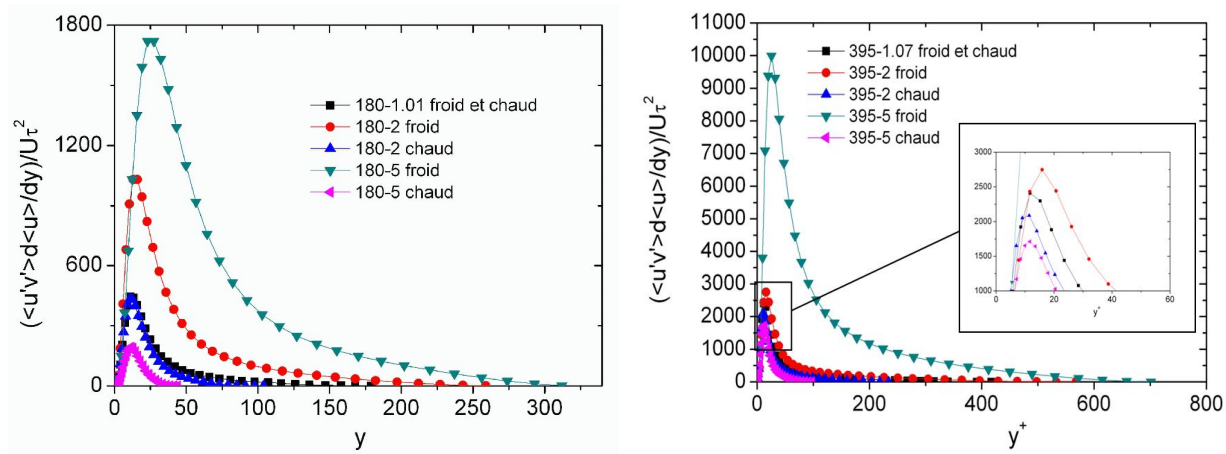 1800
1200
600
0
(<u'v'>d<u>/dy)/Uτ²
180-1.01 froid et chaud
180-2 froid
180-2 chaud
180-5 froid
180-5 chaud
0 50 100 150 200 250 300
y
11000
10000
9000
8000
7000
6000
5000
4000
3000
2000
1000
0
(<u'v'>d<u>/dy)/Uτ²
395-1.07 froid et chaud
395-2 froid
395-2 chaud
395-5 froid
395-5 chaud
3000
2500
2000
1500
1000
0 20 40 60
y⁺
0 200 400 600 800
y⁺